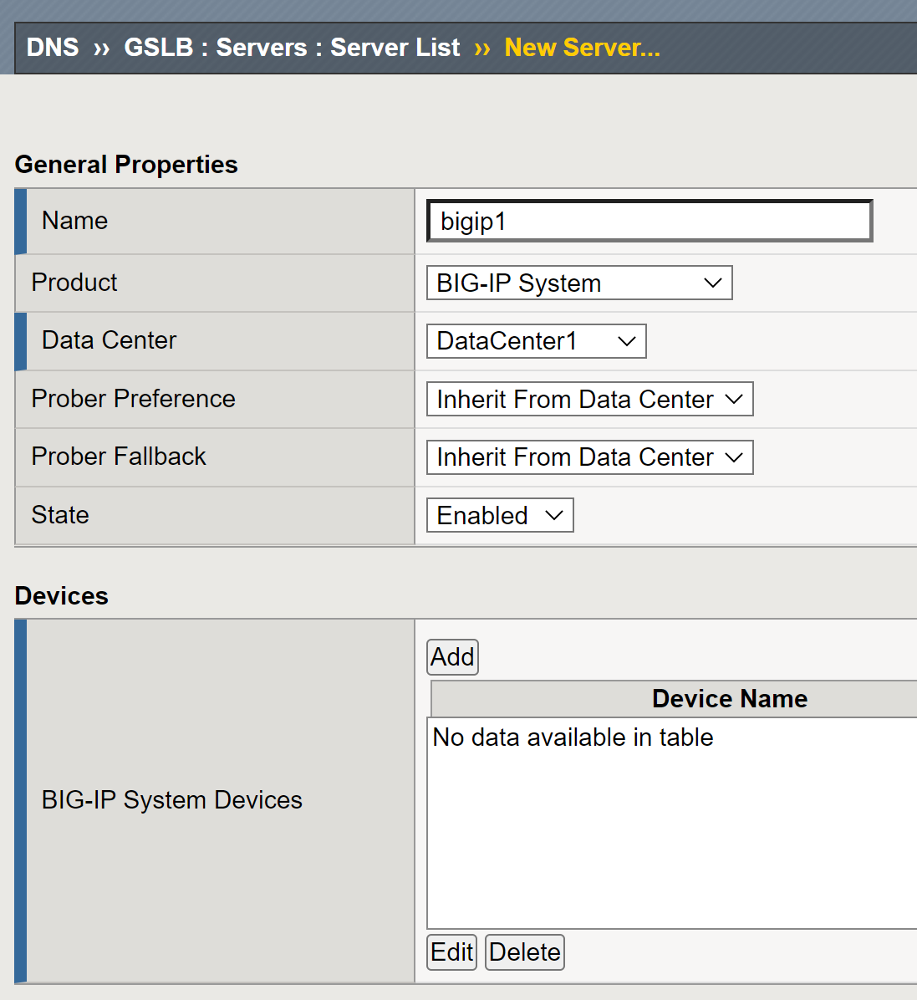 DNS ›› GSLB : Servers : Server List ›› New Server...
General Properties
Name bigip1
Product BIG-IP System
Data Center DataCenter1
Prober Preference Inherit From Data Center
Prober Fallback Inherit From Data Center
State Enabled
Devices
Add
Device Name
No data available in table
BIG-IP System Devices
Edit Delete